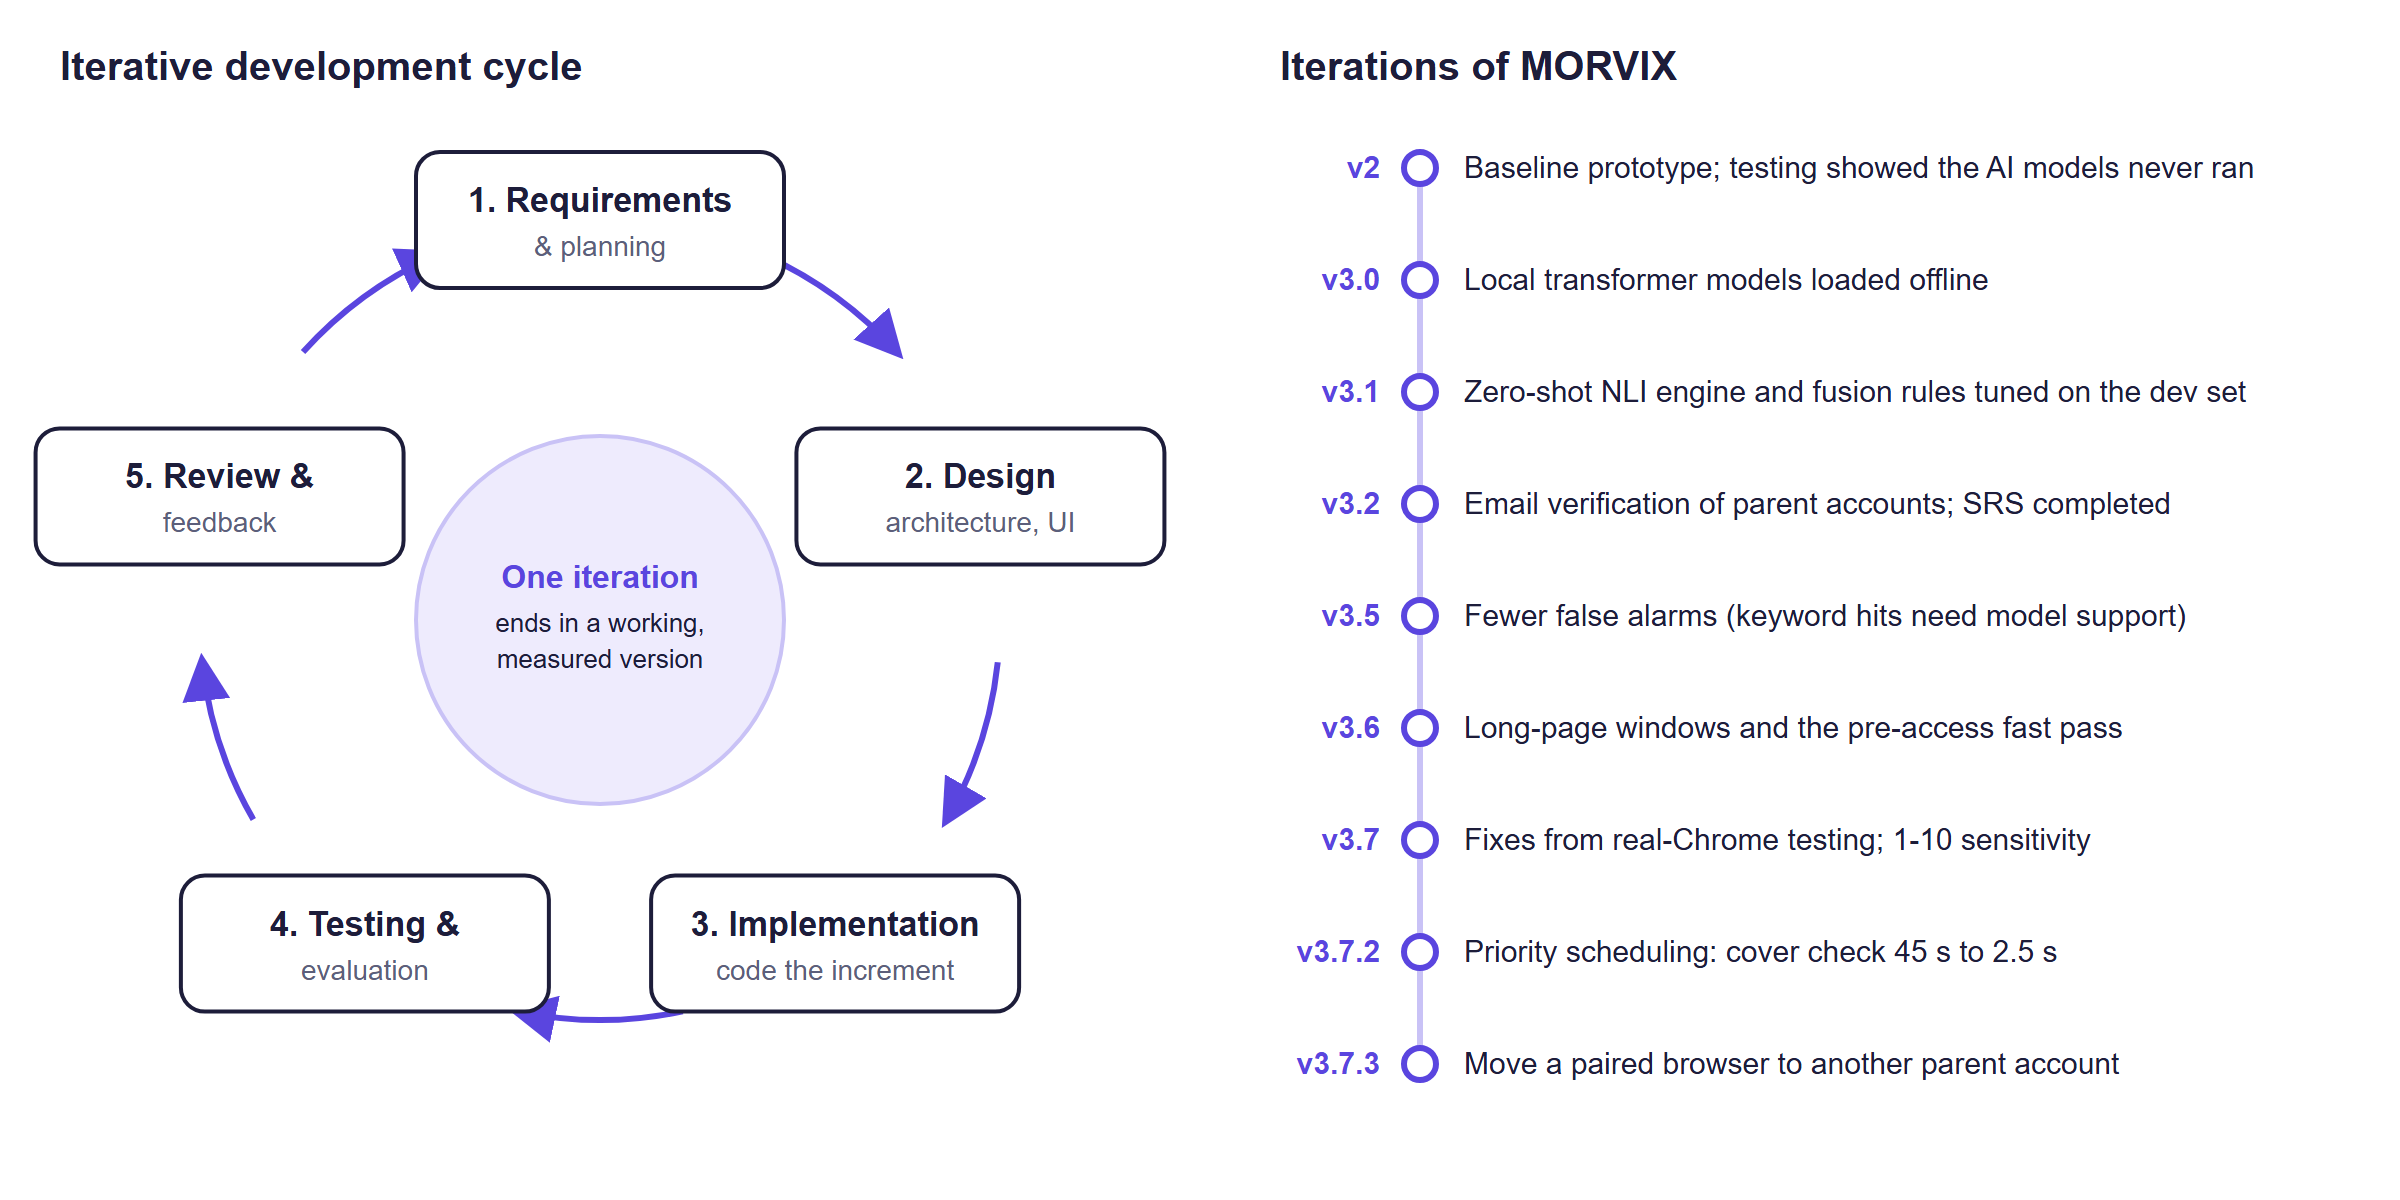 Iterative development cycle
1. Requirements
& planning
2. Design
architecture, UI
3. Implementation
code the increment
4. Testing &
evaluation
5. Review &
feedback
One iteration
ends in a working,
measured version
Iterations of MORVIX
v2 Baseline prototype; testing showed the AI models never ran
v3.0 Local transformer models loaded offline
v3.1 Zero-shot NLI engine and fusion rules tuned on the dev set
v3.2 Email verification of parent accounts; SRS completed
v3.5 Fewer false alarms (keyword hits need model support)
v3.6 Long-page windows and the pre-access fast pass
v3.7 Fixes from real-Chrome testing; 1-10 sensitivity
v3.7.2 Priority scheduling: cover check 45 s to 2.5 s
v3.7.3 Move a paired browser to another parent account